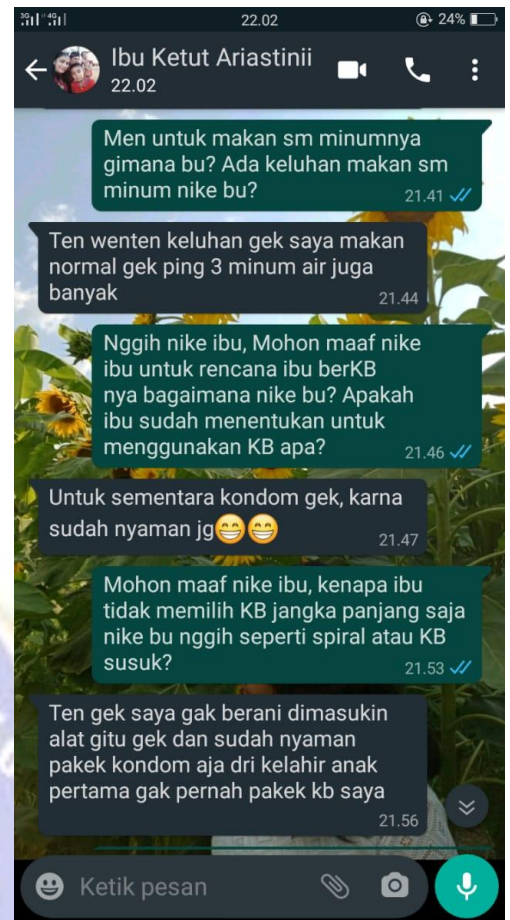 3G 4G 22.02 24%
Ibu Ketut Ariastinii
22.02
Men untuk makan sm minumnya
gimana bu? Ada keluhan makan sm
minum nike bu?
21.41
Ten wenten keluhan gek saya makan
normal gek ping 3 minum air juga
banyak
21.44
Nggih nike ibu, Mohon maaf nike
ibu untuk rencana ibu berKB
nya bagaimana nike bu? Apakah
ibu sudah menentukan untuk
menggunakan KB apa?
21.46
Untuk sementara kondom gek, karna
sudah nyaman jg😁😁
21.47
Mohon maaf nike ibu, kenapa ibu
tidak memilih KB jangka panjang saja
nike bu nggih seperti spiral atau KB
susuk?
21.53
Ten gek saya gak berani dimasukin
alat gitu gek dan sudah nyaman
pakek kondom aja dri kelahir anak
pertama gak pernah pakek kb saya
21.56
Ketik pesan